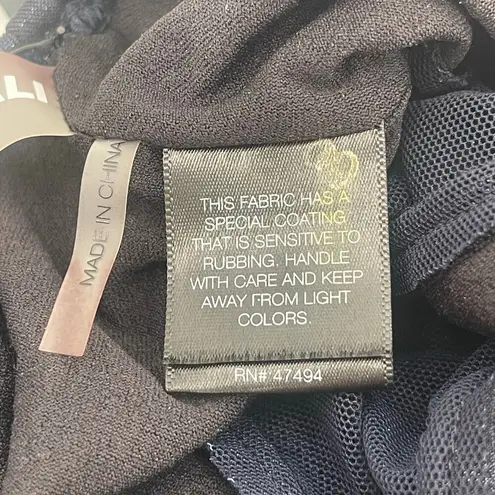 ALI
MADE IN CHINA
THIS FABRIC HAS A
SPECIAL COATING
THAT IS SENSITIVE TO
RUBBING. HANDLE
WITH CARE AND KEEP
AWAY FROM LIGHT
COLORS.
RN# 47494